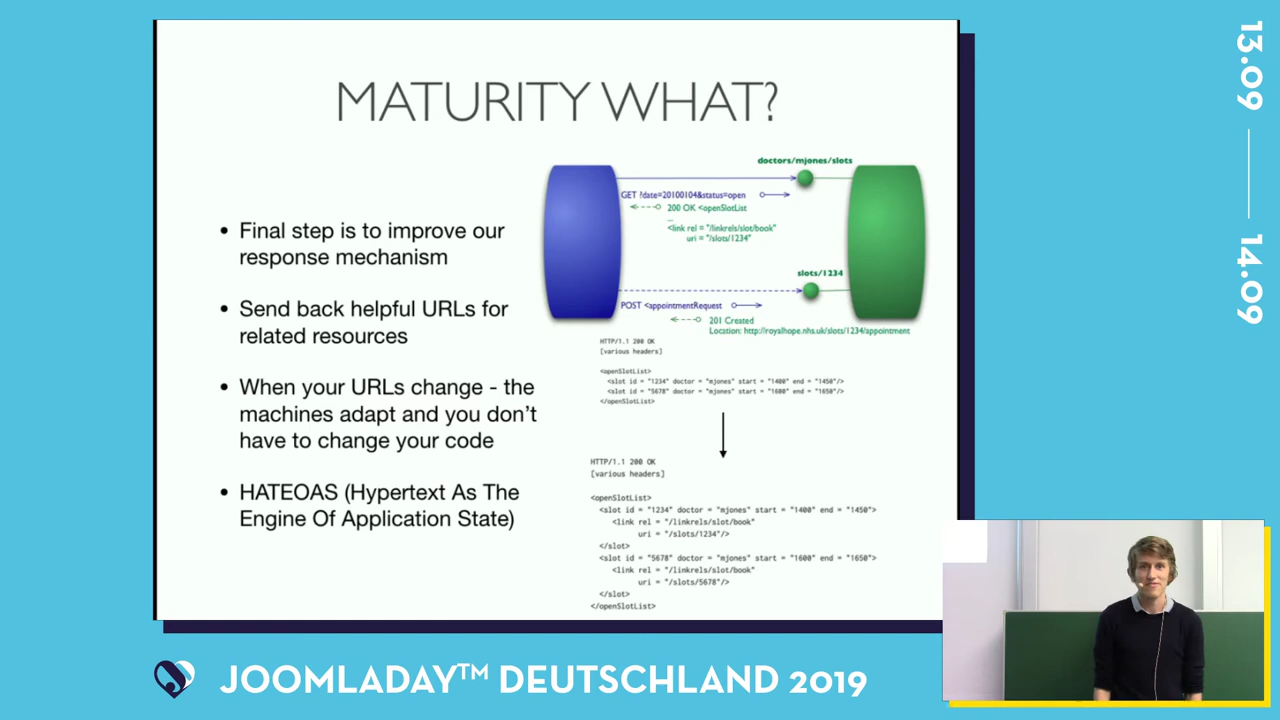 MATURITY WHAT?
• Final step is to improve our
response mechanism
• Send back helpful URLs for
related resources
• When your URLs change - the
machines adapt and you don't
have to change your code
• HATEOAS (Hypertext As The
Engine Of Application State)
doctors/mjones/slots
GET ?date=20100104&status=open
200 OK <openSlotList
...
<link rel = "/linkrels/slot/book"
uri = "/slots/1234"
slots/1234
POST <appointmentRequest
201 Created
Location: http://royalhope.nhs.uk/slots/1234/appointment
HTTP/1.1 200 OK
[various headers]
<openSlotList>
<slot id = "1234" doctor = "mjones" start = "1400" end = "1450"/>
<slot id = "5678" doctor = "mjones" start = "1600" end = "1650"/>
</openSlotList>
HTTP/1.1 200 OK
[various headers]
<openSlotList>
<slot id = "1234" doctor = "mjones" start = "1400" end = "1450">
<link rel = "/linkrels/slot/book"
uri = "/slots/1234"/>
</slot>
<slot id = "5678" doctor = "mjones" start = "1600" end = "1650">
<link rel = "/linkrels/slot/book"
uri = "/slots/5678"/>
</slot>
</openSlotList>
13.09
14.09
JOOMLADAY™ DEUTSCHLAND 2019